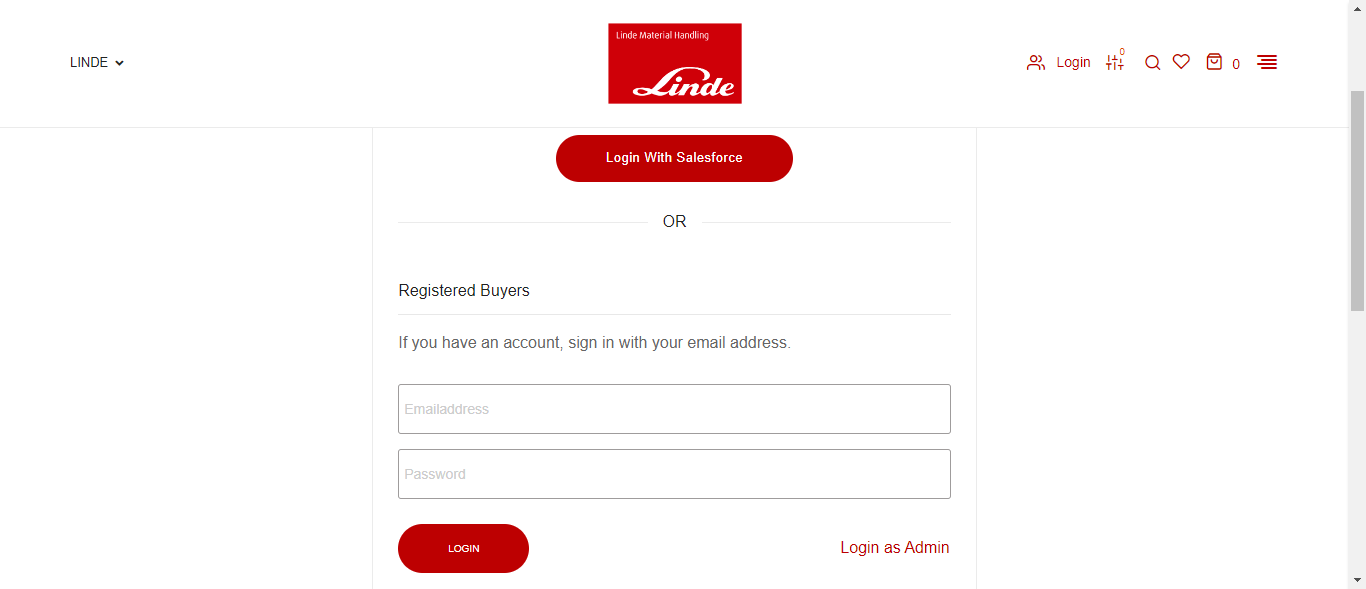 LINDE
Linde Material Handling
Linde
Login
0
0
Login With Salesforce
OR
Registered Buyers
If you have an account, sign in with your email address.
Emailaddress
Password
LOGIN
Login as Admin